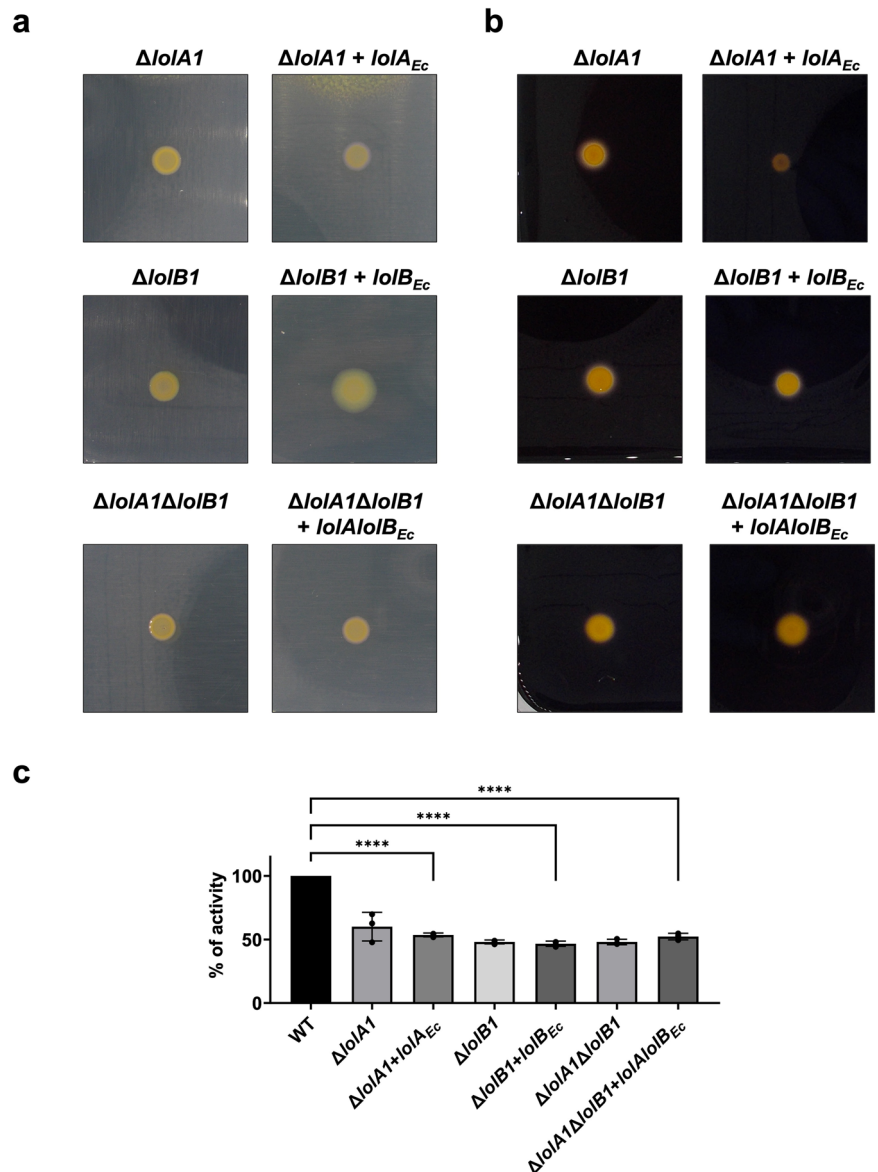 a
b
ΔlolA1
ΔlolA1 + lolAEc
ΔlolA1
ΔlolA1 + lolAEc
ΔlolB1
ΔlolB1 + lolBEc
ΔlolB1
ΔlolB1 + lolBEc
ΔlolA1ΔlolB1
ΔlolA1ΔlolB1
+ lolAlolBEc
ΔlolA1ΔlolB1
ΔlolA1ΔlolB1
+ lolAlolBEc
c
****
****
****
% of activity
100
50
0
WT
ΔlolA1
ΔlolA1+lolAEc
ΔlolB1
ΔlolB1+lolBEc
ΔlolA1ΔlolB1
ΔlolA1ΔlolB1+lolAlolBEc